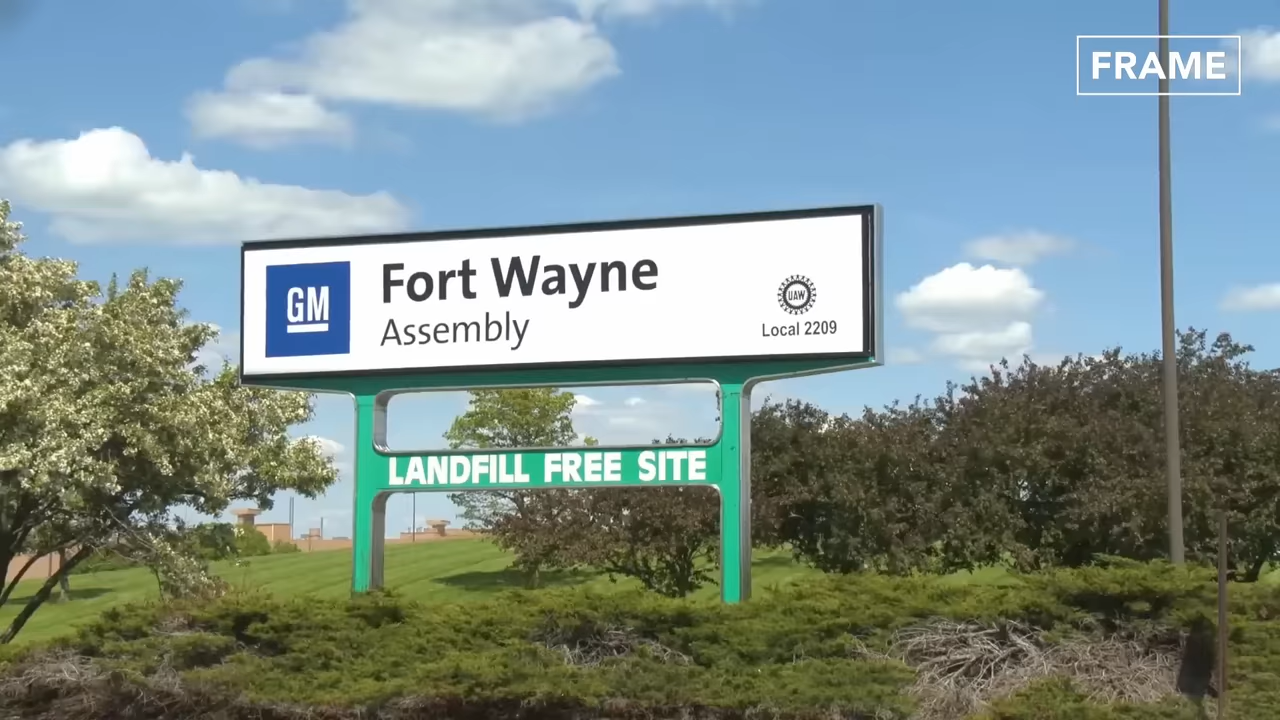 FRAME
GM
Fort Wayne
Assembly
UAW
Local 2209
LANDFILL FREE SITE